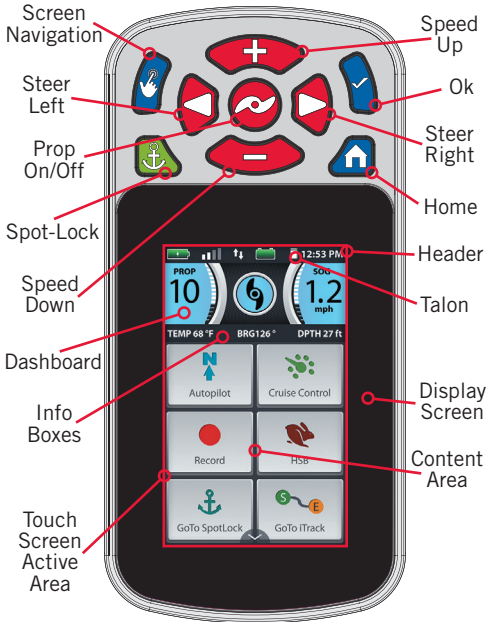 Screen
Navigation
Speed
Up
Steer
Left
Ok
Prop
On/Off
Steer
Right
Home
Spot-Lock
Header
Speed
Down
Talon
12:53 PM
PROP
10
SOG
1.2
mph
TEMP 68 °F
BRG126 °
DPTH 27 ft
Dashboard
N
Autopilot
Cruise Control
Display
Screen
Info
Boxes
Record
HSB
Content
Area
S
E
GoTo SpotLock
GoTo iTrack
Touch
Screen
Active
Area